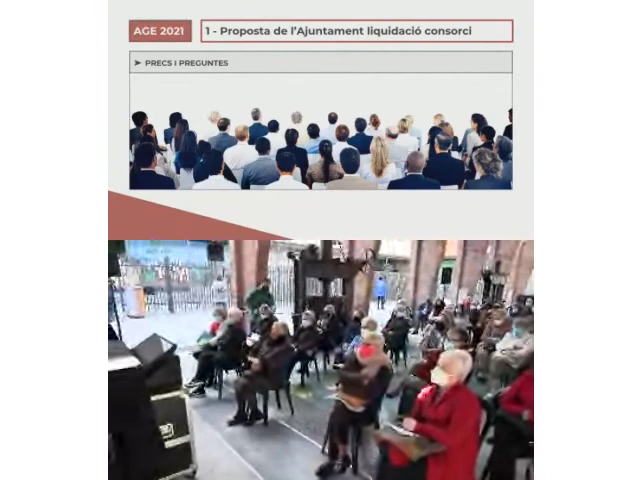 AGE 2021
1 - Proposta de l'Ajuntament liquidació consorci
➤ PRECS I PREGUNTES